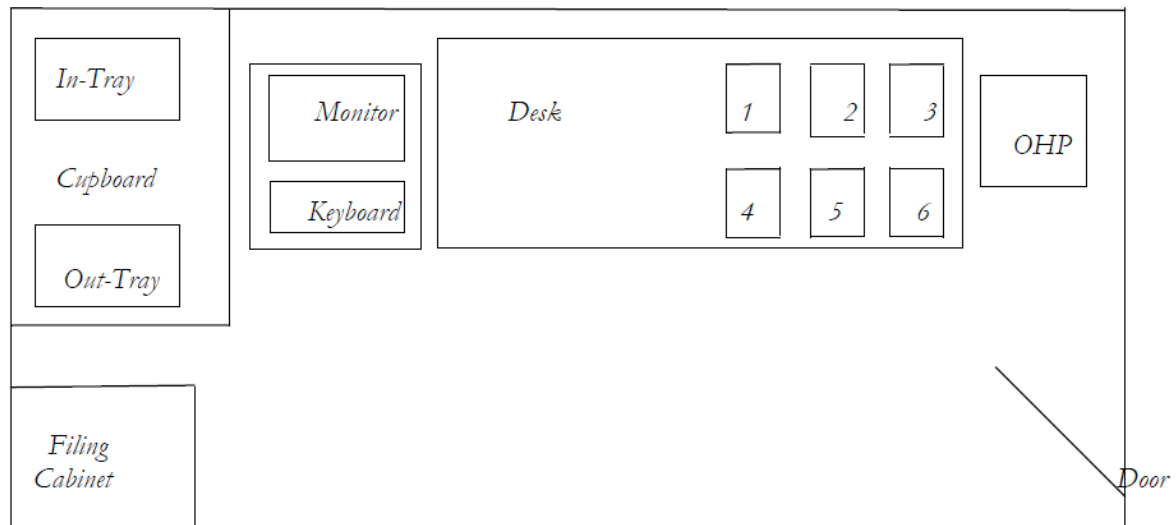 In-Tray
Cupboard
Out-Tray
Monitor
Keyboard
Desk
1 2 3
4 5 6
OHP
Filing
Cabinet
Door